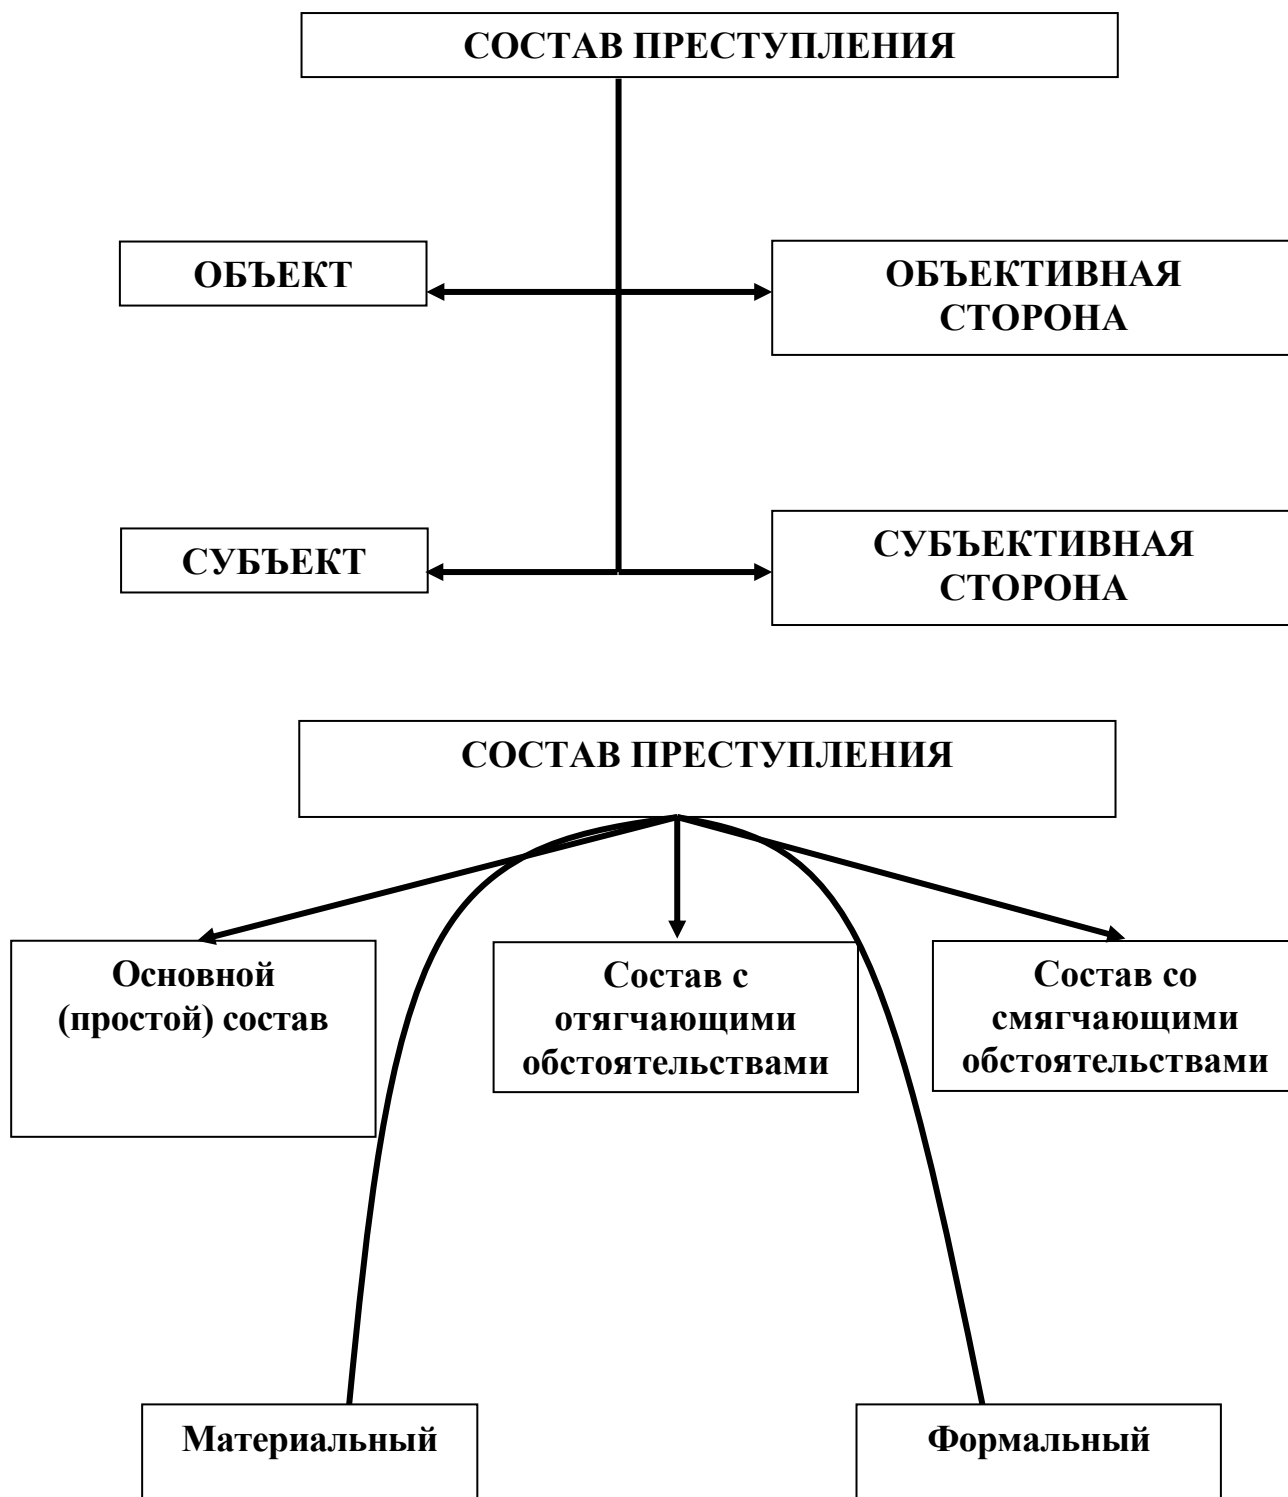 СОСТАВ ПРЕСТУПЛЕНИЯ
ОБЪЕКТ
ОБЪЕКТИВНАЯ
СТОРОНА
СУБЪЕКТ
СУБЪЕКТИВНАЯ
СТОРОНА
СОСТАВ ПРЕСТУПЛЕНИЯ
Основной
(простой) состав
Состав с
отягчающими
обстоятельствами
Состав со
смягчающими
обстоятельствами
Материальный
Формальный